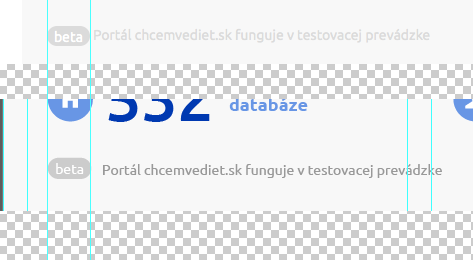 beta Portál chcemvediet.sk funguje v testovacej prevádzke
332 databáze
beta Portál chcemvediet.sk funguje v testovacej prevádzke